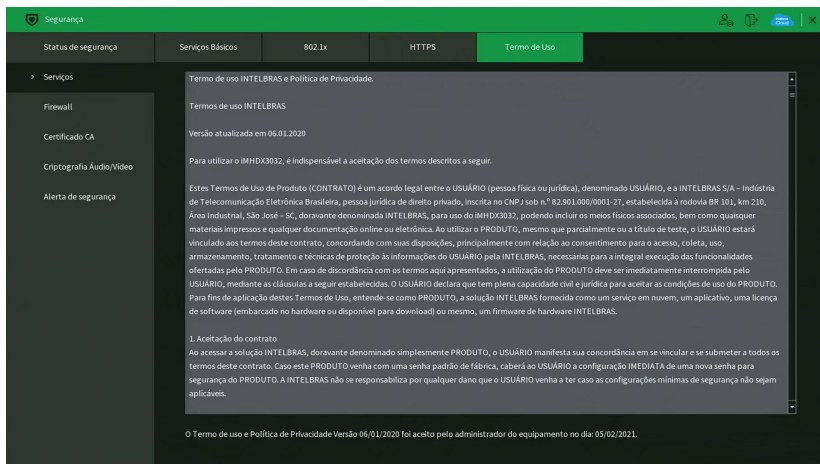 Segurança
Cloud
Status de segurança
Serviços Básicos
802.1x
HTTPS
Termo de Uso
Serviços
Firewall
Certificado CA
Criptografia Áudio/Vídeo
Alerta de segurança
Termo de uso INTELBRAS e Política de Privacidade.
Termos de uso INTELBRAS
Versão atualizada em 06.01.2020
Para utilizar o iMHDX3032, é indispensável a aceitação dos termos descritos a seguir.
Estes Termos de Uso de Produto (CONTRATO) é um acordo legal entre o USUÁRIO (pessoa física ou jurídica), denominado USUÁRIO, e a INTELBRAS S/A – Indústria
de Telecomunicação Eletrônica Brasileira, pessoa jurídica de direito privado, inscrita no CNPJ sob n.º 82.901.000/0001-27, estabelecida à rodovia BR 101, km 210,
Área Industrial, São José – SC, doravante denominada INTELBRAS, para uso do iMHDX3032, podendo incluir os meios físicos associados, bem como quaisquer
materiais impressos e qualquer documentação online ou eletrônica. Ao utilizar o PRODUTO, mesmo que parcialmente ou a título de teste, o USUÁRIO estará
vinculado aos termos deste contrato, concordando com suas disposições, principalmente com relação ao consentimento para o acesso, coleta, uso,
armazenamento, tratamento e técnicas de proteção às informações do USUÁRIO pela INTELBRAS, necessárias para a integral execução das funcionalidades
ofertadas pelo PRODUTO. Em caso de discordância com os termos aqui apresentados, a utilização do PRODUTO deve ser imediatamente interrompida pelo
USUÁRIO, mediante as cláusulas a seguir estabelecidas. O USUÁRIO declara que tem plena capacidade civil e jurídica para aceitar as condições de uso do PRODUTO.
Para fins de aplicação destes Termos de Uso, entende-se como PRODUTO, a solução INTELBRAS fornecida como um serviço em nuvem, um aplicativo, uma licença
de software (embarcado no hardware ou disponível para download) ou mesmo, um firmware de hardware INTELBRAS.
1. Aceitação do contrato
Ao acessar a solução INTELBRAS, doravante denominado simplesmente PRODUTO, o USUÁRIO manifesta sua concordância em se vincular e se submeter a todos os
termos deste contrato. Caso este PRODUTO venha com uma senha padrão de fábrica, caberá ao USUÁRIO a configuração IMEDIATA de uma nova senha para
segurança do PRODUTO. A INTELBRAS não se responsabiliza por qualquer dano que o USUÁRIO venha a ter caso as configurações mínimas de segurança não sejam
aplicáveis.
O Termo de uso e Política de Privacidade Versão 06/01/2020 foi aceito pelo administrador do equipamento no dia: 05/02/2021.